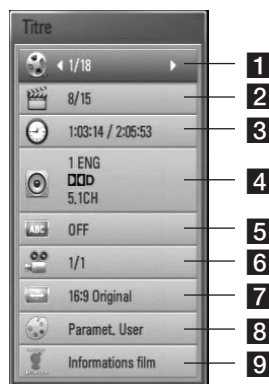 Titre
1/18
1
8/15
2
1:03:14 / 2:05:53
3
1 ENG
DD D
5.1CH
4
ABC
OFF
5
1/1
6
16:9 Original
7
Paramet. User
8
Informations film
9